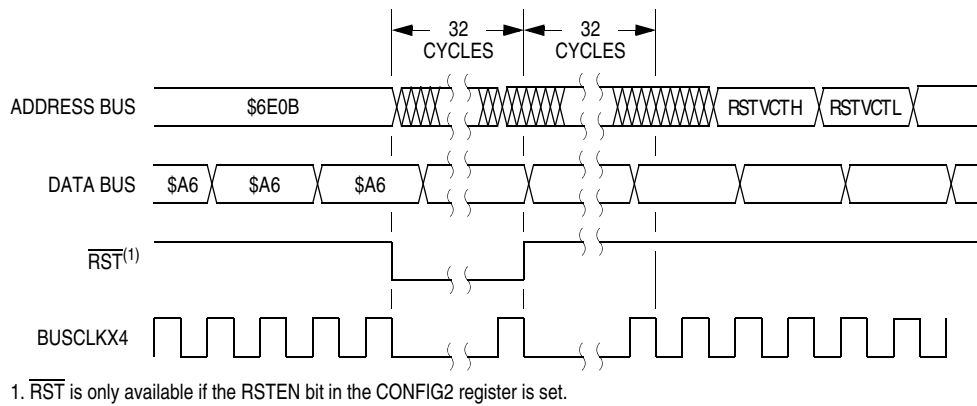 32 32
CYCLES CYCLES
ADDRESS BUS $6E0B RSTVCTH RSTVCTL
DATA BUS $A6 $A6 $A6
RST(1)
BUSCLKX4
1. RST is only available if the RSTEN bit in the CONFIG2 register is set.